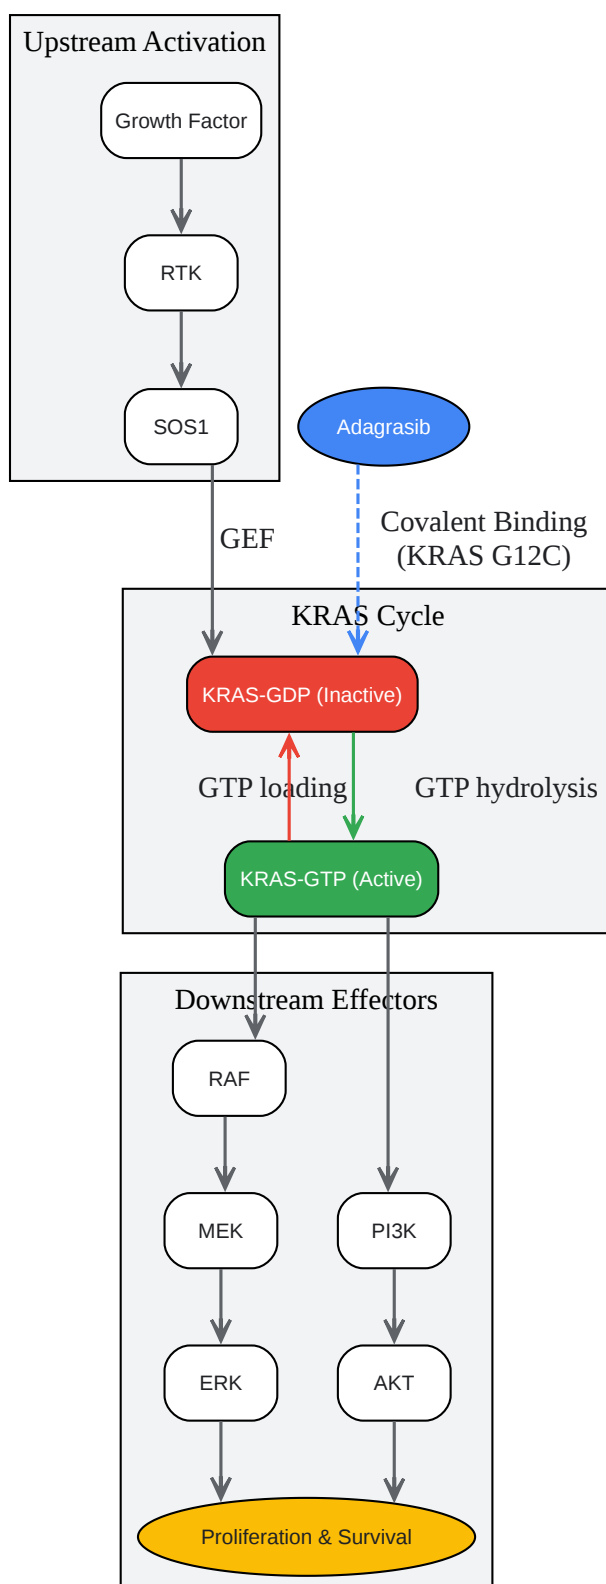 Upstream Activation
Growth Factor
RTK
SOS1
Adagrasib
GEF
Covalent Binding
(KRAS G12C)
KRAS Cycle
KRAS-GDP (Inactive)
GTP loading
GTP hydrolysis
KRAS-GTP (Active)
Downstream Effectors
RAF
MEK
PI3K
ERK
AKT
Proliferation & Survival